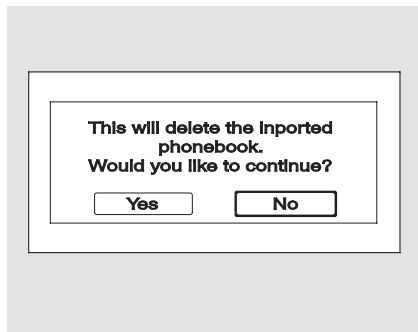 This will delete the inported
phonebook.
Would you like to continue?
Yes
No